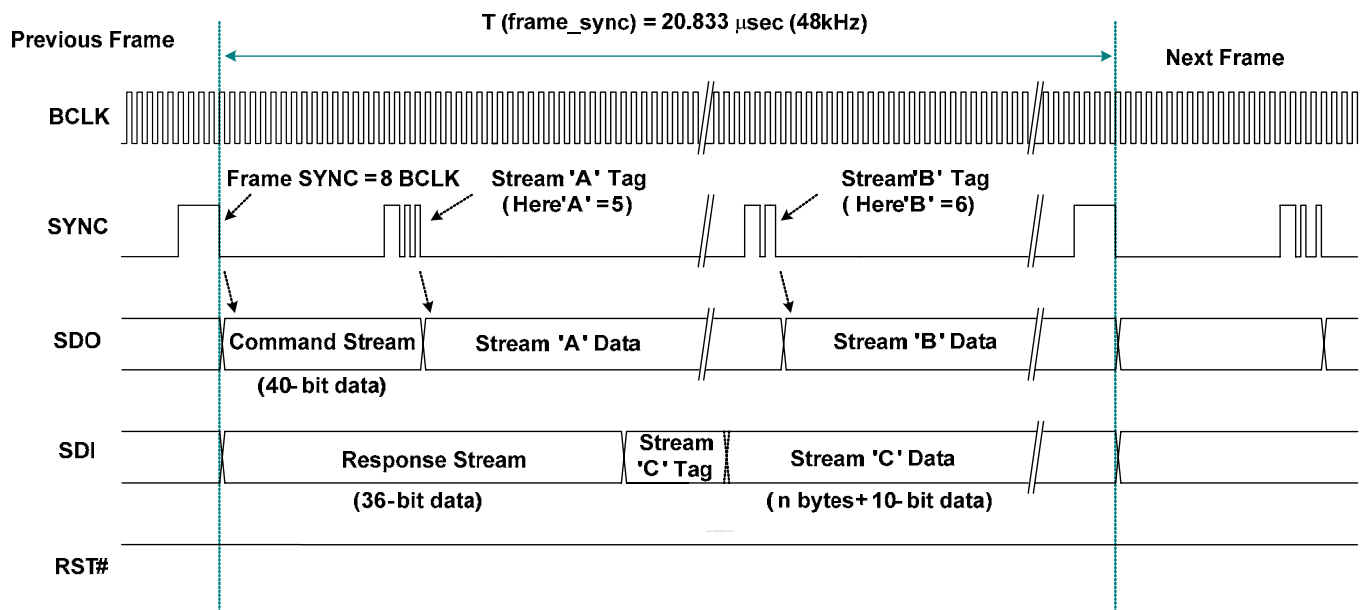 T (frame_sync) = 20.833 μsec (48kHz)
Previous Frame
Next Frame
BCLK
Frame SYNC = 8 BCLK
Stream 'A' Tag
(Here 'A' = 5)
Stream 'B' Tag
( Here 'B' = 6)
SYNC
SDO
Command Stream
Stream 'A' Data
Stream 'B' Data
(40- bit data)
SDI
Response Stream
Stream
'C' Tag
Stream 'C' Data
(36-bit data)
( n bytes+ 10-bit data)
RST#